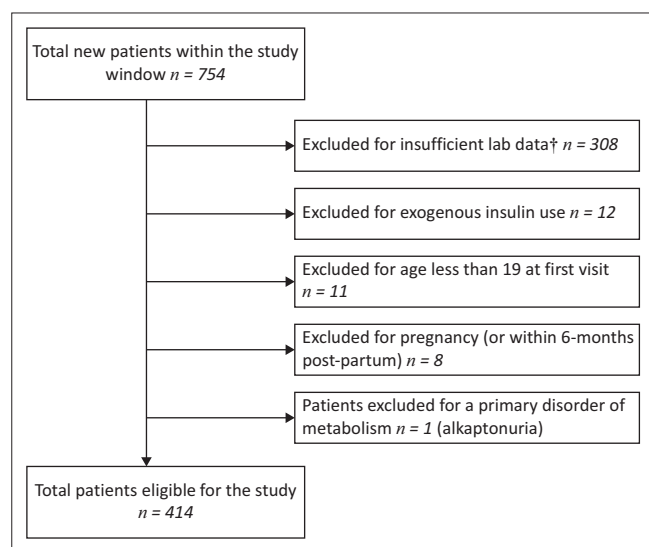 Total new patients within the study
window n = 754
Excluded for insufficient lab data† n = 308
Excluded for exogenous insulin use n = 12
Excluded for age less than 19 at first visit
n = 11
Excluded for pregnancy (or within 6-months
post-partum) n = 8
Patients excluded for a primary disorder of
metabolism n = 1 (alkaptonuria)
Total patients eligible for the study
n = 414